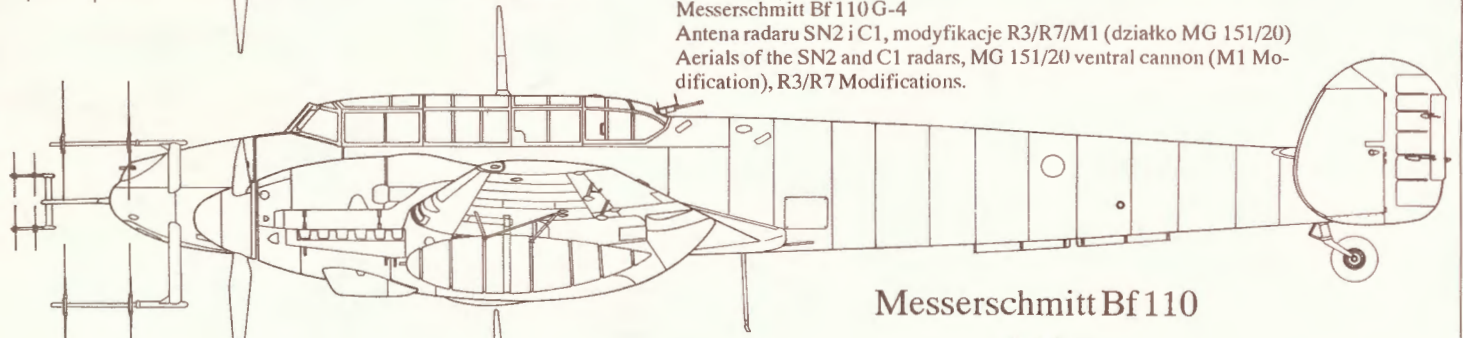 Messerschmitt Bf 110 G-4
Antena radaru SN2 i C1, modyfikacje R3/R7/M1 (działko MG 151/20)
Aerials of the SN2 and C1 radars, MG 151/20 ventral cannon (M1 Mo-
dification), R3/R7 Modifications.
Messerschmitt Bf 110